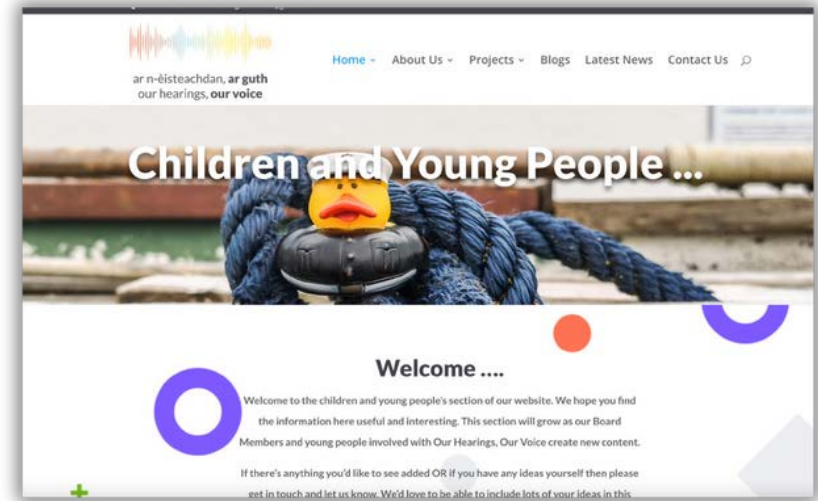 ar n-èisteachdan, ar guth
our hearings, our voice
Home About Us Projects Blogs Latest News Contact Us
Children and Young People ...
Welcome ....
Welcome to the children and young people's section of our website. We hope you find
the information here useful and interesting. This section will grow as our Board
Members and young people involved with Our Hearings, Our Voice create new content.
If there's anything you'd like to see added OR if you have any ideas yourself then please
get in touch and let us know. We'd love to be able to include lots of your ideas in this